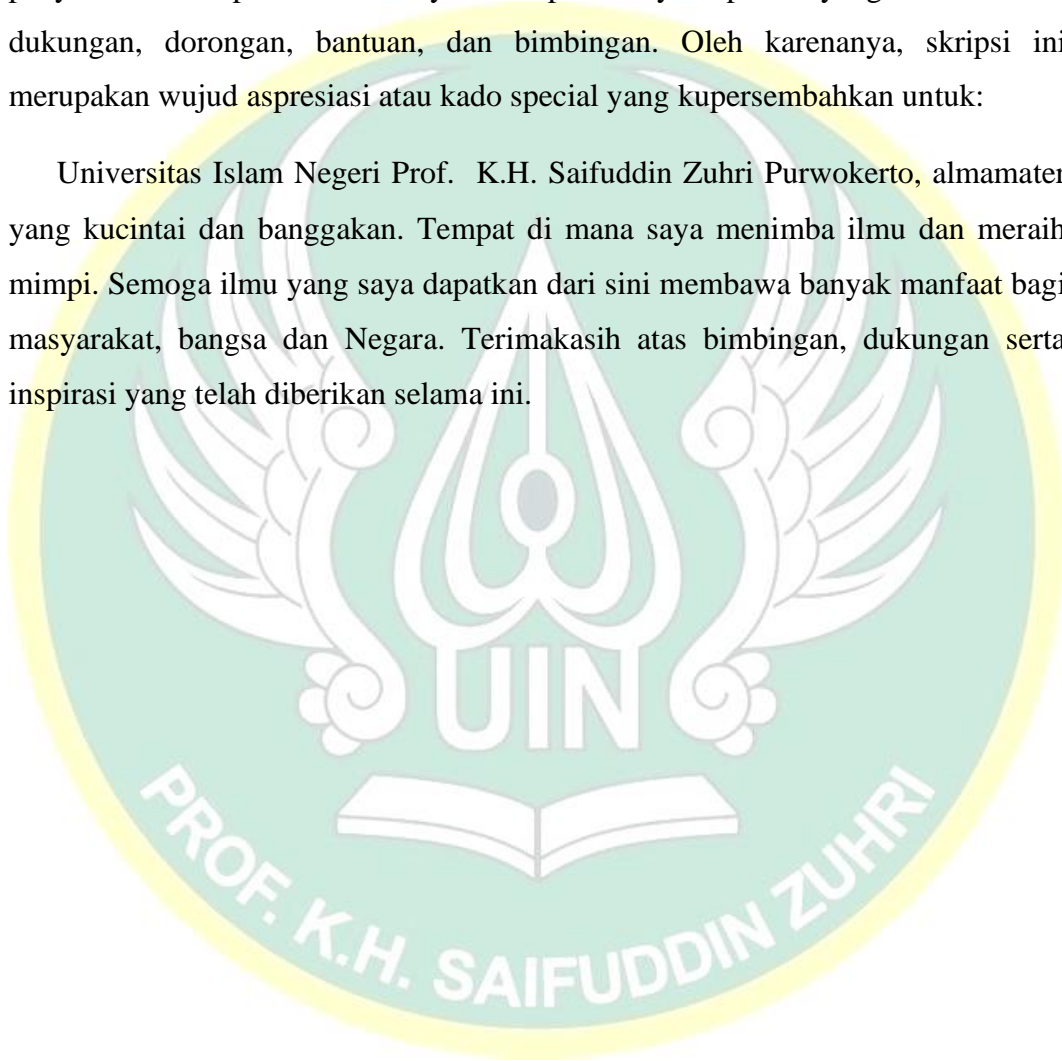 dukungan, dorongan, bantuan, dan bimbingan. Oleh karenanya, skripsi ini
merupakan wujud aspresiasi atau kado special yang kupersembahkan untuk:
Universitas Islam Negeri Prof. K.H. Saifuddin Zuhri Purwokerto, almamater
yang kucintai dan banggakan. Tempat di mana saya menimba ilmu dan meraih
mimpi. Semoga ilmu yang saya dapatkan dari sini membawa banyak manfaat bagi
masyarakat, bangsa dan Negara. Terimakasih atas bimbingan, dukungan serta
inspirasi yang telah diberikan selama ini.
UIN
PROF. K.H. SAIFUDDIN ZUHRI